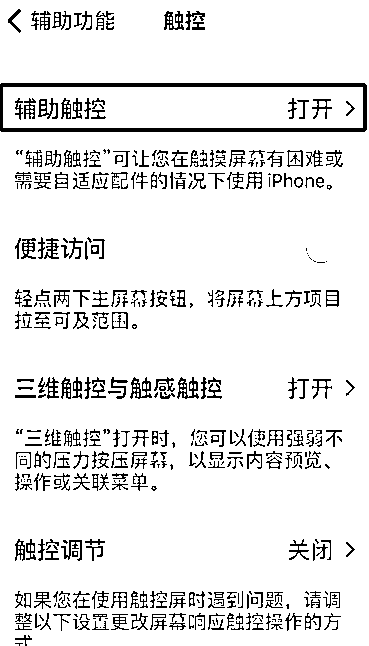 辅助功能 触控
辅助触控 打开
“辅助触控”可让您在触摸屏幕有困难或
需要自适应配件的情况下使用 iPhone。
便捷访问
轻点两下主屏幕按钮，将屏幕上方项目
拉至可及范围。
三维触控与触感触控 打开
“三维触控”打开时，您可以使用强弱不
同的压力按压屏幕，以显示内容预览、
操作或关联菜单。
触控调节 关闭
如果您在使用触控屏时遇到问题，请调
整以下设置更改屏幕响应触控操作的方
式